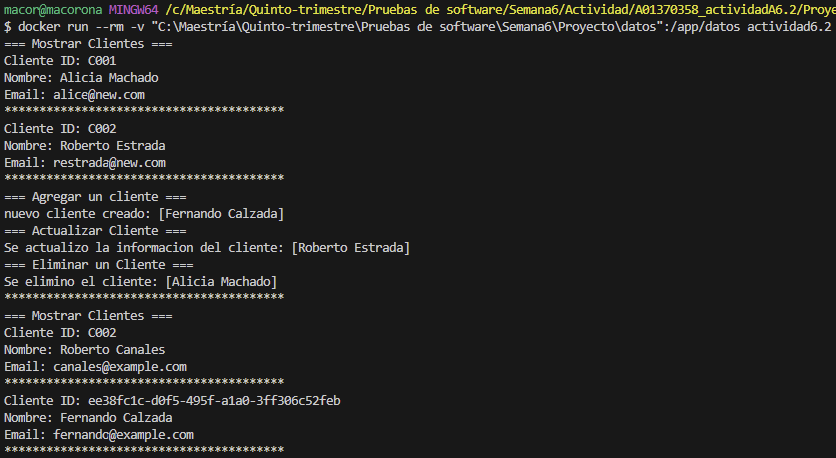 macor@macorona MINGW64 /c/Maestría/Quinto-trimestre/Pruebas de software/Semana6/Actividad/A01370358_actividadA6.2/Proye
$ docker run --rm -v "C:\Maestría\Quinto-trimestre\Pruebas de software\Semana6\Proyecto\datos":/app/datos actividad6.2
=== Mostrar Clientes ===
Cliente ID: C001
Nombre: Alicia Machado
Email: alice@new.com
****************************************
Cliente ID: C002
Nombre: Roberto Estrada
Email: restrada@new.com
****************************************
=== Agregar un cliente ===
nuevo cliente creado: [Fernando Calzada]
=== Actualizar Cliente ===
Se actualizo la informacion del cliente: [Roberto Estrada]
=== Eliminar un Cliente ===
Se elimino el cliente: [Alicia Machado]
****************************************
=== Mostrar Clientes ===
Cliente ID: C002
Nombre: Roberto Canales
Email: canales@example.com
****************************************
Cliente ID: ee38fc1c-d0f5-495f-a1a0-3ff306c52feb
Nombre: Fernando Calzada
Email: fernando@example.com
****************************************